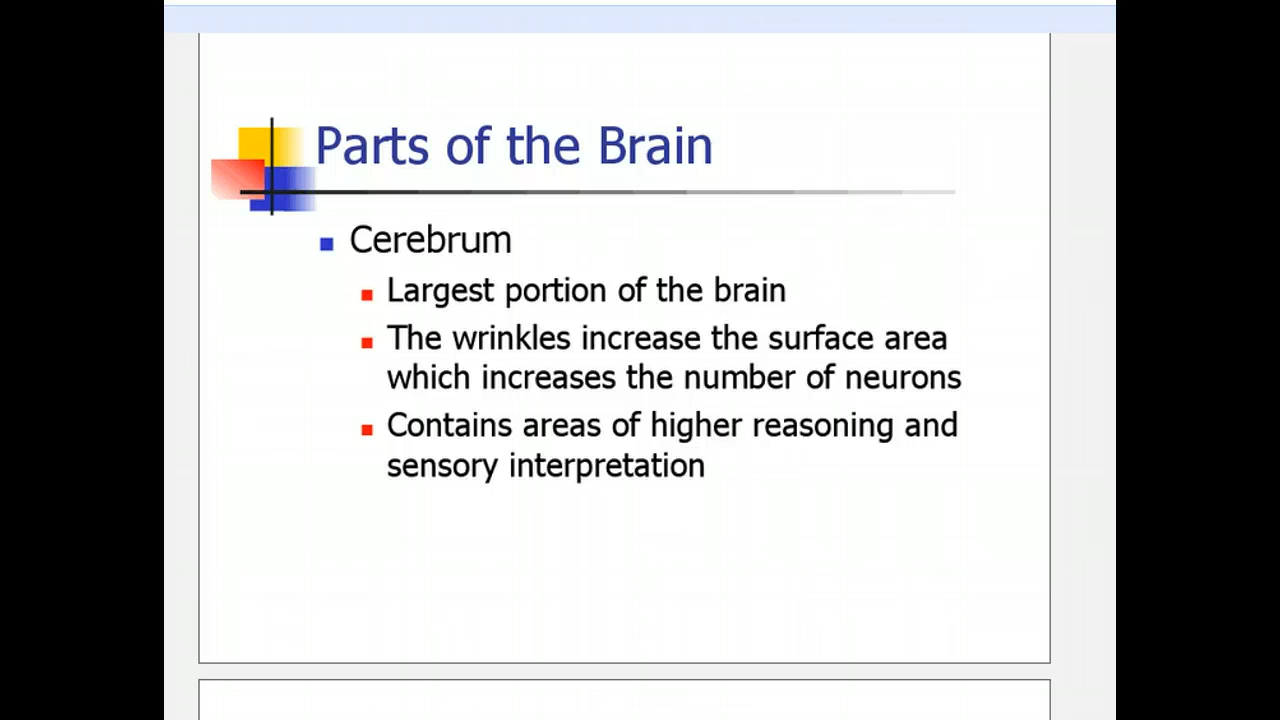 Parts of the Brain
Cerebrum
Largest portion of the brain
The wrinkles increase the surface area
which increases the number of neurons
Contains areas of higher reasoning and
sensory interpretation